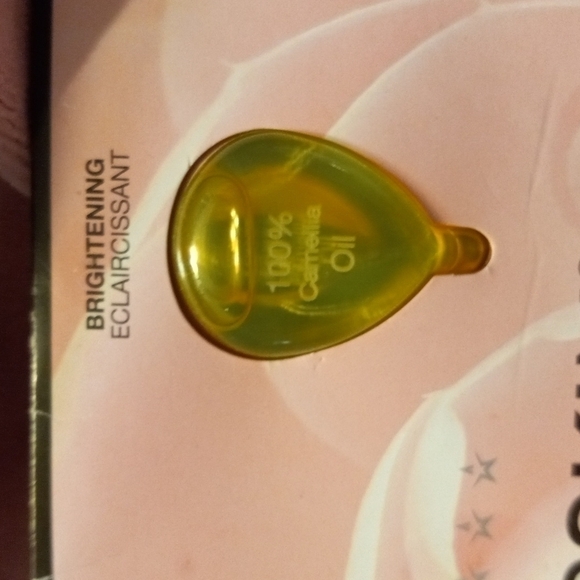 BRIGHTENING
ECLAIRCISSANT
100%
Camellia
Oil